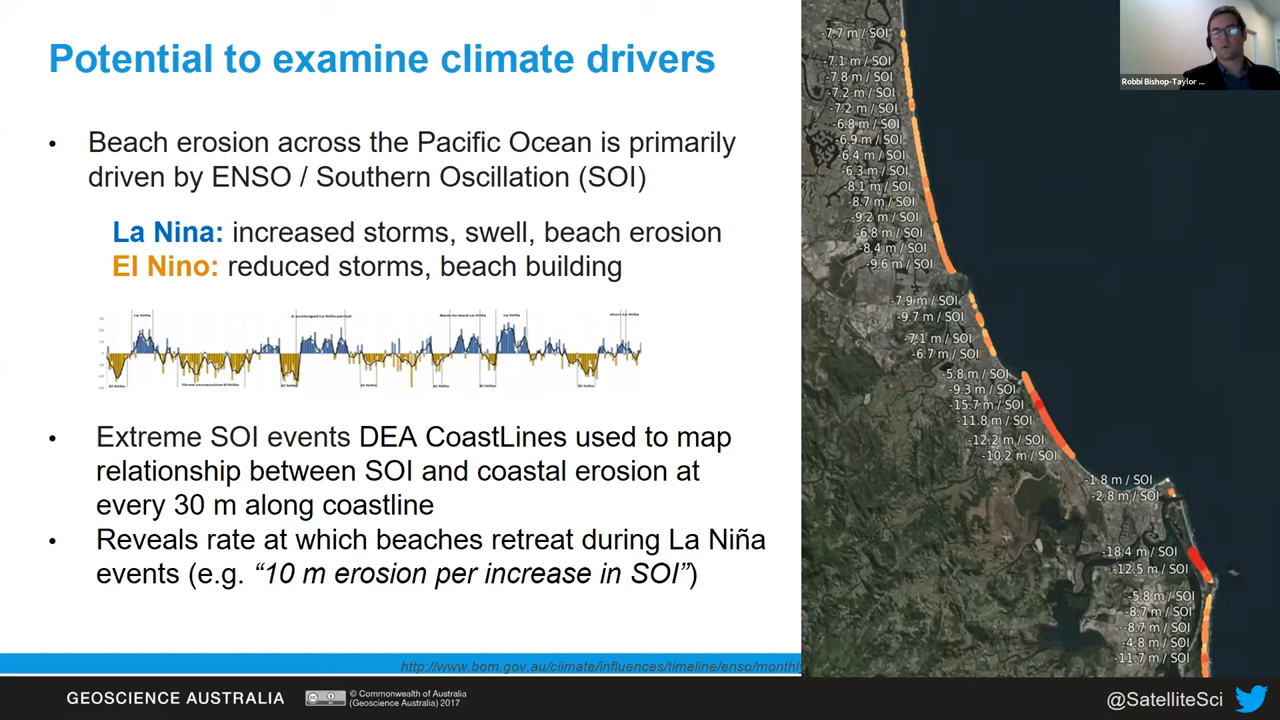 Potential to examine climate drivers
• Beach erosion across the Pacific Ocean is primarily
driven by ENSO / Southern Oscillation (SOI)
La Nina: increased storms, swell, beach erosion
El Nino: reduced storms, beach building
• Extreme SOI events DEA CoastLines used to map
relationship between SOI and coastal erosion at
every 30 m along coastline
• Reveals rate at which beaches retreat during La Niña
events (e.g. “10 m erosion per increase in SOI”)
http://www.bom.gov.au/climate/influences/timeline/enso/monthly
GEOSCIENCE AUSTRALIA
© Commonwealth of Australia
(Geoscience Australia) 2017
@SatelliteSci
Robbi Bishop-Taylor ...
-7.7 m / SOI
-7.1 m / SOI
-7.8 m / SOI
-7.2 m / SOI
-7.2 m / SOI
-6.8 m / SOI
-6.9 m / SOI
-6.4 m / SOI
-6.3 m / SOI
-8.1 m / SOI
-8.7 m / SOI
-9.2 m / SOI
-6.8 m / SOI
-8.4 m / SOI
-9.6 m / SOI
-7.9 m / SOI
-9.7 m / SOI
-7.1 m / SOI
-6.7 m / SOI
-5.8 m / SOI
-9.3 m / SOI
-15.7 m / SOI
-11.8 m / SOI
-12.2 m / SOI
-10.2 m / SOI
-1.8 m / SOI
-2.8 m / SOI
-18.4 m / SOI
-12.5 m / SOI
-5.8 m / SOI
-8.7 m / SOI
-8.7 m / SOI
-4.8 m / SOI
-11.7 m / SOI